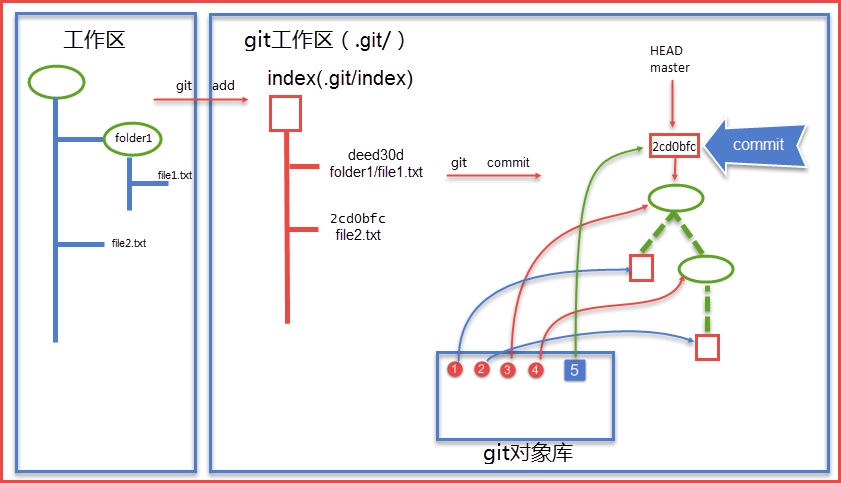 工作区
folder1
file1.txt
file2.txt
git add
git工作区（.git/ ）
index(.git/index)
deed30d
folder1/file1.txt
2cd0bfc
file2.txt
git commit
HEAD
master
2cd0bfc
commit
1 2 3 4 5
git对象库